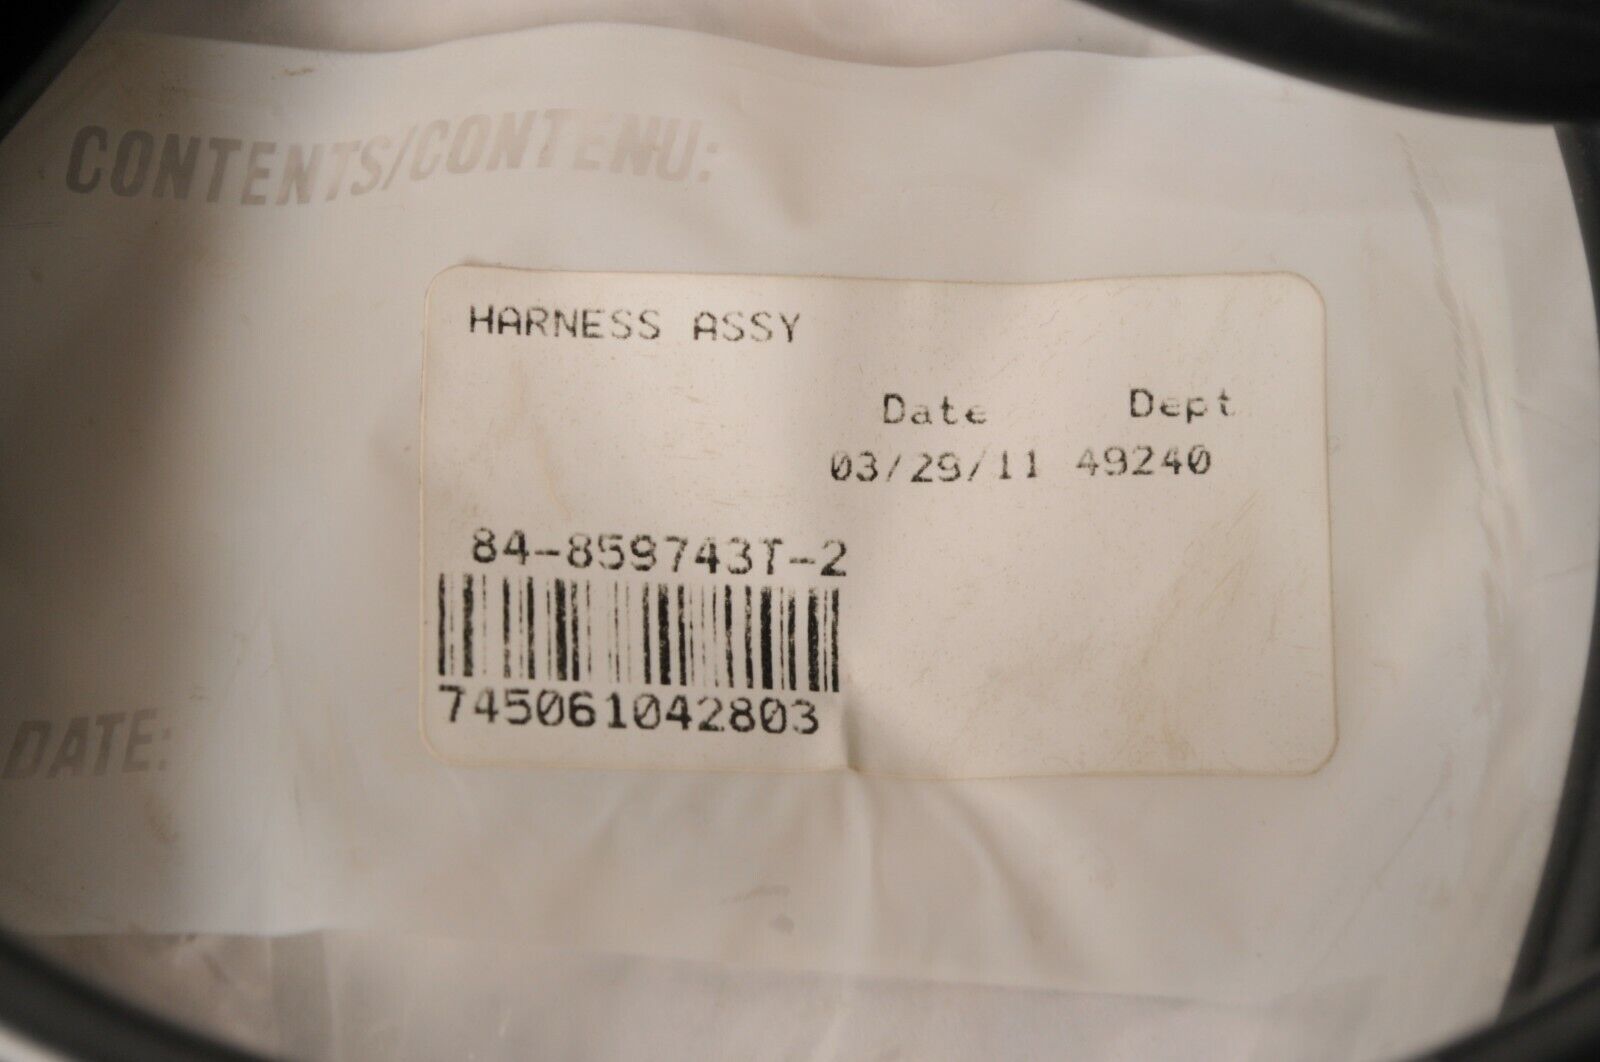 CONTENTS/CONTENU:
HARNESS ASSY
Date Dept
03/29/11 49240
84-859743T-2
745061042803
DATE: